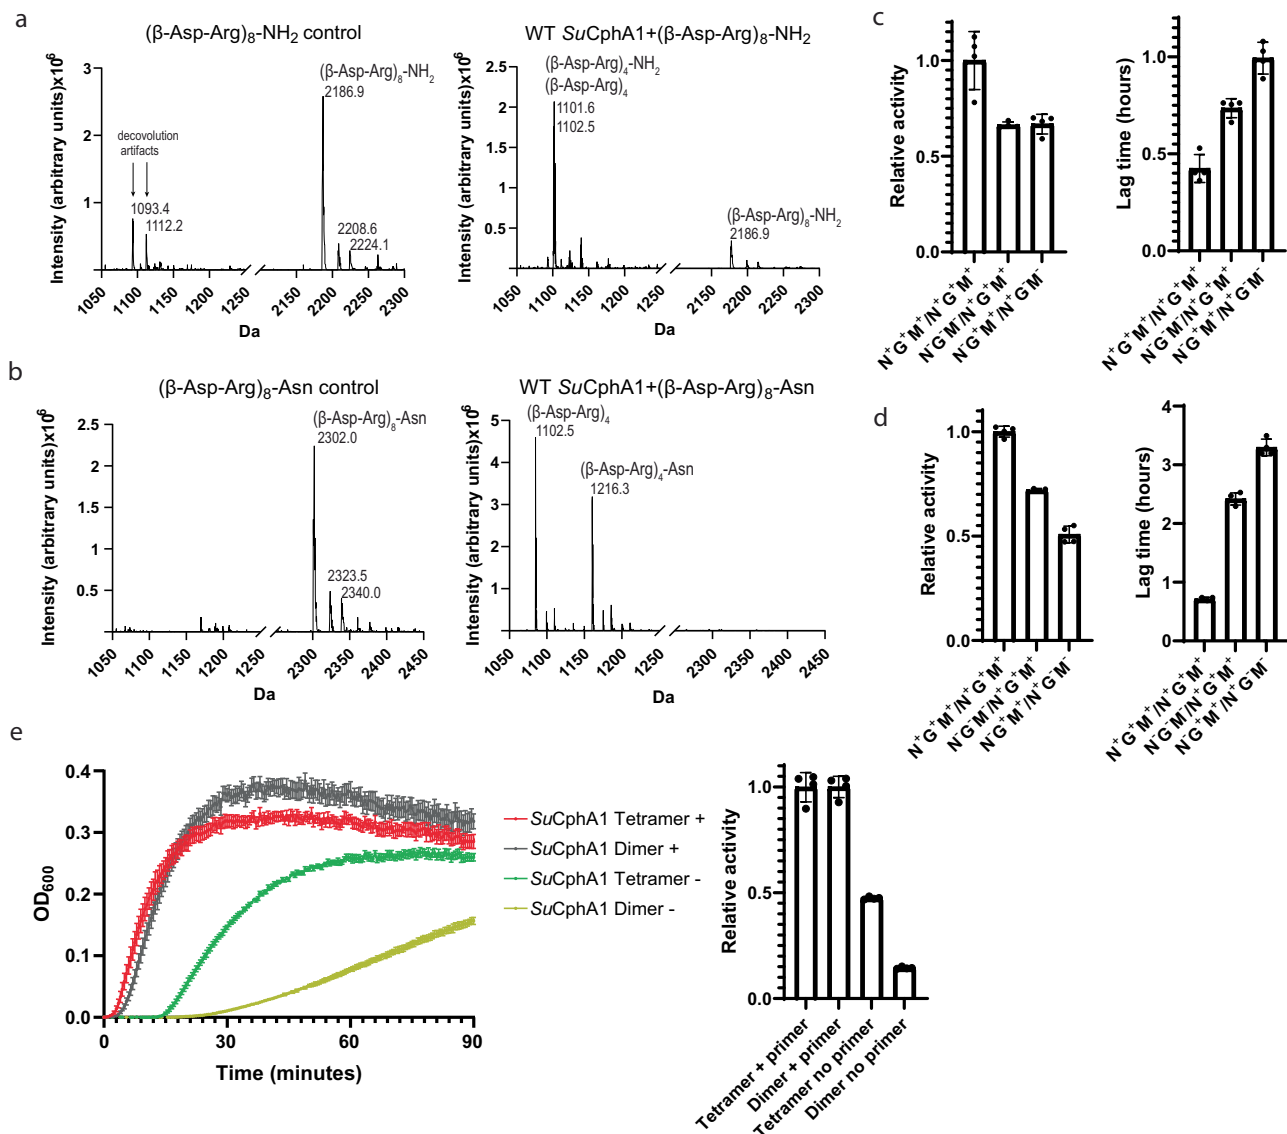 a
(β-Asp-Arg)8-NH2 control
Intensity (arbitrary units)x10⁶
3
2
1
decovolution
artifacts
1093.4
1112.2
(β-Asp-Arg)8-NH2
2186.9
2208.6
2224.1
1050 1100 1150 1200 1250 2150 2200 2250 2300
Da
WT SuCphA1+(β-Asp-Arg)8-NH2
Intensity (arbitrary units)x10⁶
2.5
2
1.5
1
0.5
(β-Asp-Arg)4-NH2
(β-Asp-Arg)4
1101.6
1102.5
(β-Asp-Arg)8-NH2
2186.9
1050 1100 1150 1200 1250 2150 2200 2250 2300
Da
b
(β-Asp-Arg)8-Asn control
Intensity (arbitrary units)x10⁶
2.5
2
1.5
1
0.5
(β-Asp-Arg)8-Asn
2302.0
2323.5
2340.0
1050 1100 1150 1200 1250 2300 2350 2400 2450
Da
WT SuCphA1+(β-Asp-Arg)8-Asn
Intensity (arbitrary units)x10⁶
5
4
3
2
1
(β-Asp-Arg)4
1102.5
(β-Asp-Arg)4-Asn
1216.3
1050 1100 1150 1200 1250 2300 2350 2400 2450
Da
c
Relative activity
1.0
0.5
0.0
N⁺G⁺M⁺/N⁺G⁺M⁺
N⁻G⁻M⁻/N⁺G⁺M⁺
N⁻G⁺M⁺/N⁺G⁻M⁻
Lag time (hours)
1.0
0.5
0.0
N⁺G⁺M⁺/N⁺G⁺M⁺
N⁻G⁻M⁻/N⁺G⁺M⁺
N⁻G⁺M⁺/N⁺G⁻M⁻
d
Relative activity
1.0
0.5
0.0
N⁺G⁺M⁺/N⁺G⁺M⁺
N⁻G⁻M⁻/N⁺G⁺M⁺
N⁻G⁺M⁺/N⁺G⁻M⁻
Lag time (hours)
4
3
2
1
0
N⁺G⁺M⁺/N⁺G⁺M⁺
N⁻G⁻M⁻/N⁺G⁺M⁺
N⁻G⁺M⁺/N⁺G⁻M⁻
e
OD600
0.4
0.3
0.2
0.1
0.0
0 30 60 90
Time (minutes)
SuCphA1 Tetramer +
SuCphA1 Dimer +
SuCphA1 Tetramer -
SuCphA1 Dimer -
Relative activity
1.0
0.5
0.0
Tetramer + primer
Dimer + primer
Tetramer no primer
Dimer no primer